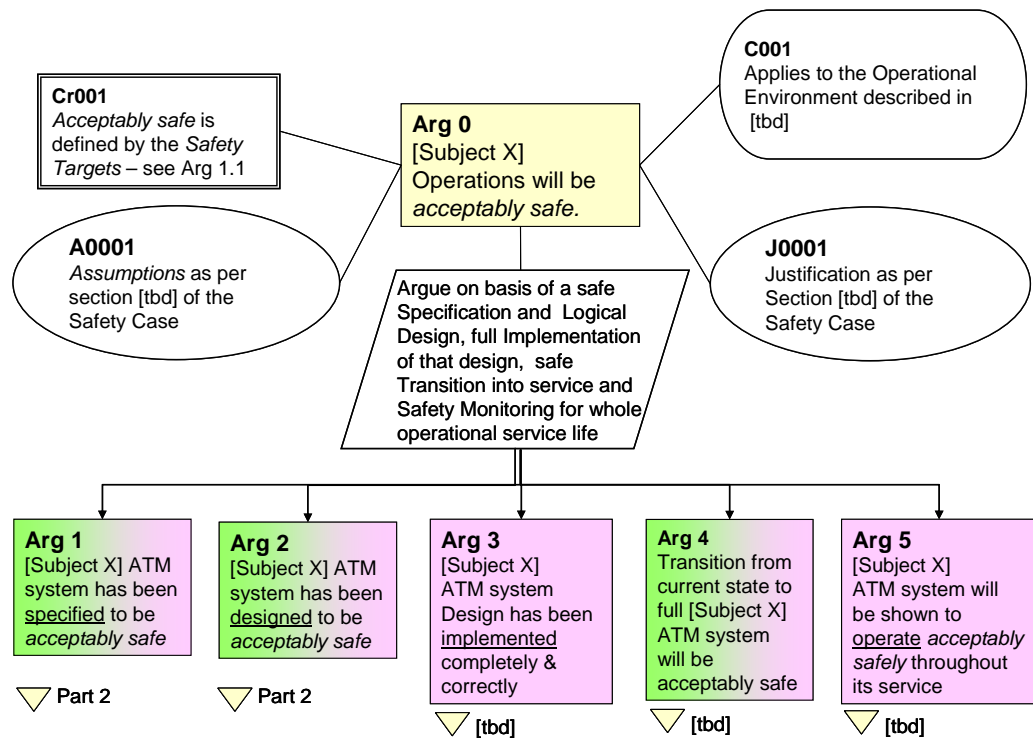 Cr001
Acceptably safe is
defined by the Safety
Targets – see Arg 1.1
C001
Applies to the Operational
Environment described in
[tbd]
Arg 0
[Subject X]
Operations will be
acceptably safe.
A0001
Assumptions as per
section [tbd] of the
Safety Case
J0001
Justification as per
Section [tbd] of the
Safety Case
Argue on basis of a safe
Specification and Logical
Design, full Implementation
of that design, safe
Transition into service and
Safety Monitoring for whole
operational service life
Arg 1
[Subject X] ATM
system has been
specified to be
acceptably safe
Part 2
Arg 2
[Subject X] ATM
system has been
designed to be
acceptably safe
Part 2
Arg 3
[Subject X]
ATM system
Design has been
implemented
completely &
correctly
[tbd]
Arg 4
Transition from
current state to
full [Subject X]
ATM system
will be
acceptably safe
[tbd]
Arg 5
[Subject X]
ATM system will
be shown to
operate acceptably
safely throughout
its service
[tbd]